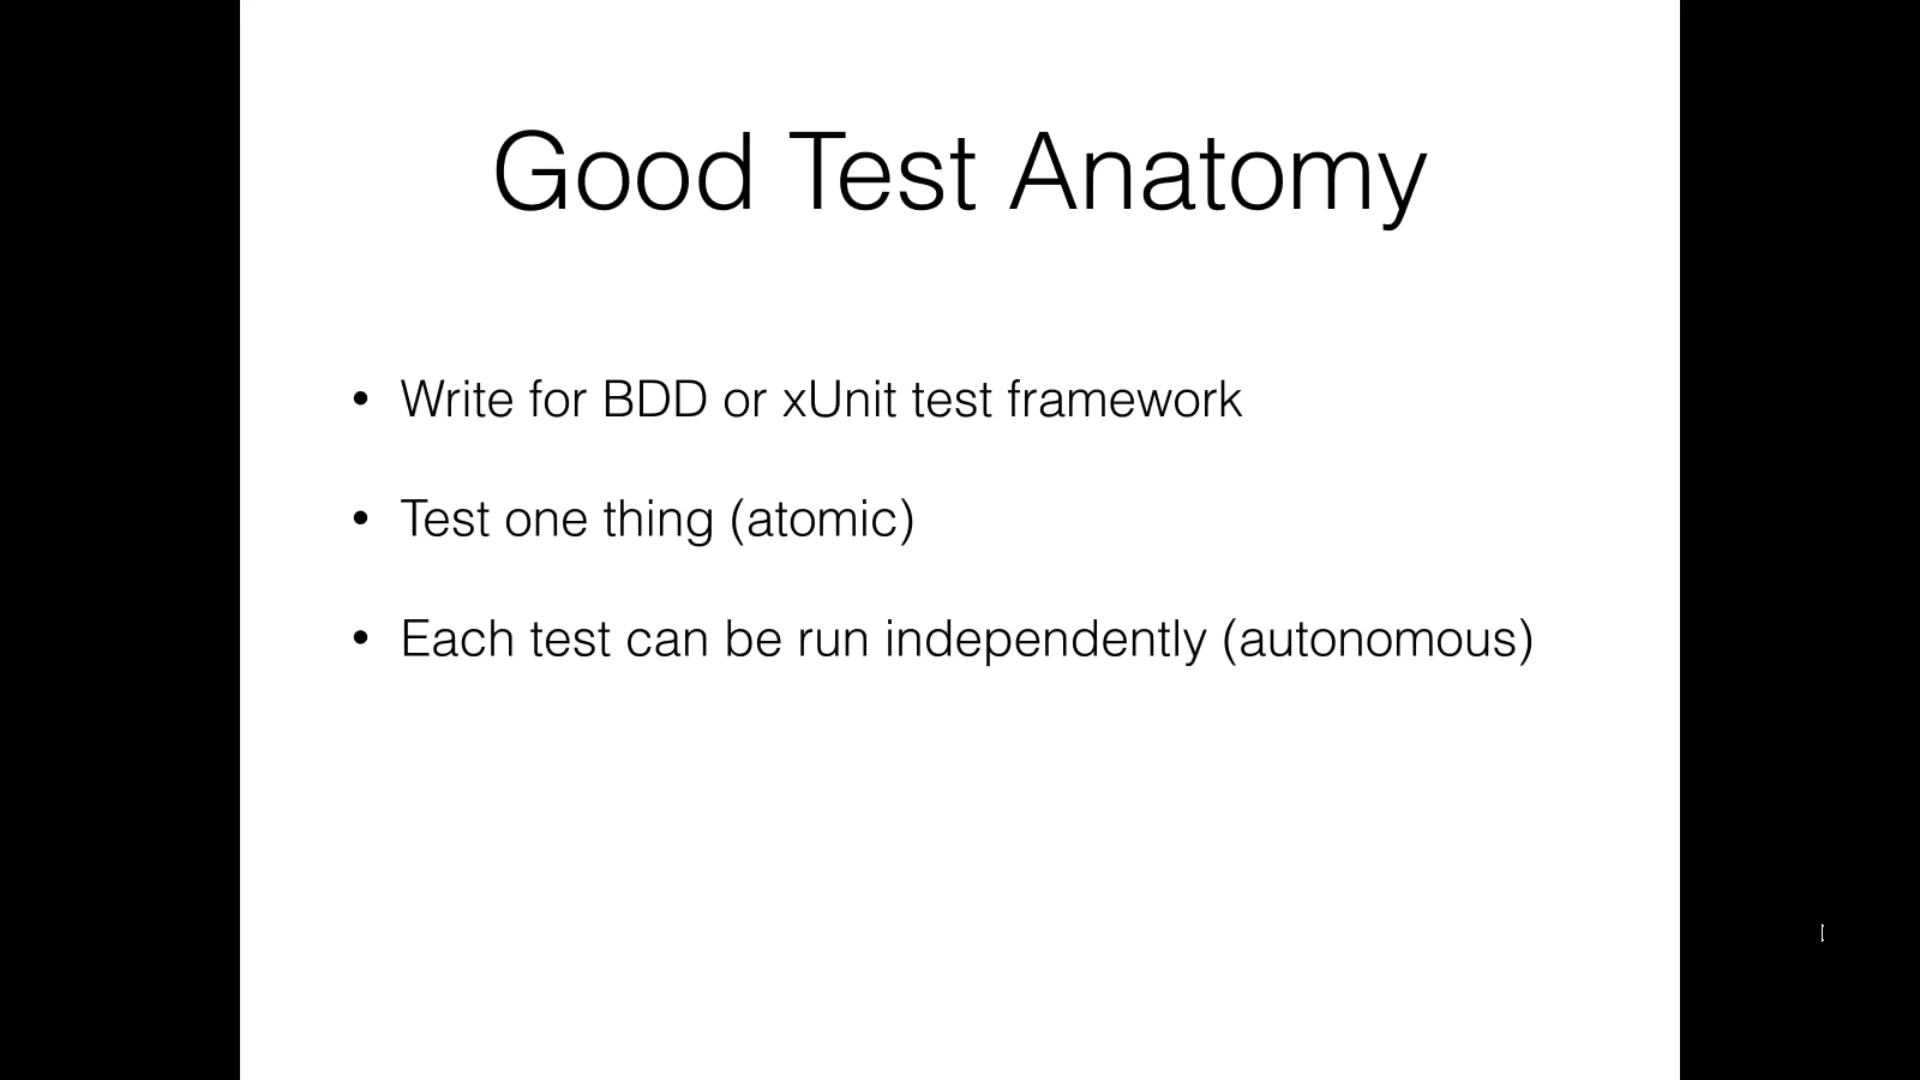 Good Test Anatomy
• Write for BDD or xUnit test framework
• Test one thing (atomic)
• Each test can be run independently (autonomous)